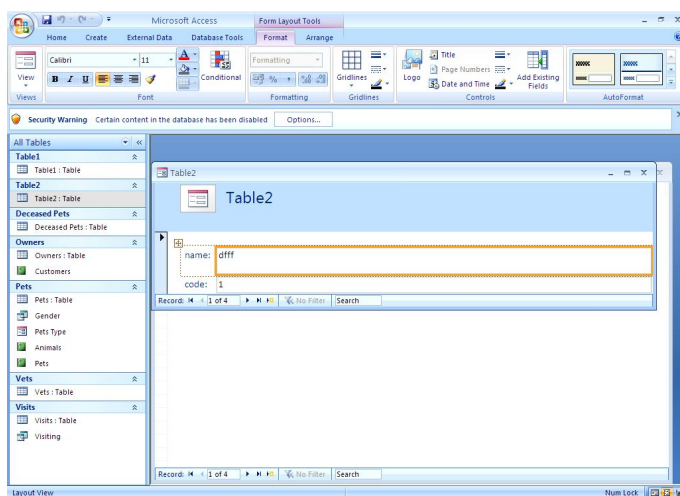 Microsoft Access
Form Layout Tools
Home
Create
External Data
Database Tools
Format
Arrange
View
Views
Calibri
11
B I U
Font
Conditional
Formatting
$ % ,
Formatting
Gridlines
Gridlines
Logo
Title
Page Numbers
Date and Time
Add Existing
Fields
Controls
AutoFormat
Security Warning Certain content in the database has been disabled Options...
All Tables
Table1
Table1 : Table
Table2
Table2 : Table
Deceased Pets
Deceased Pets : Table
Owners
Owners : Table
Customers
Pets
Pets : Table
Gender
Pets Type
Animals
Pets
Vets
Vets : Table
Visits
Visits : Table
Visiting
Table2
Table2
name: dfff
code: 1
Record: 1 of 4 No Filter Search
Record: 1 of 4 No Filter Search
Layout View
Num Lock